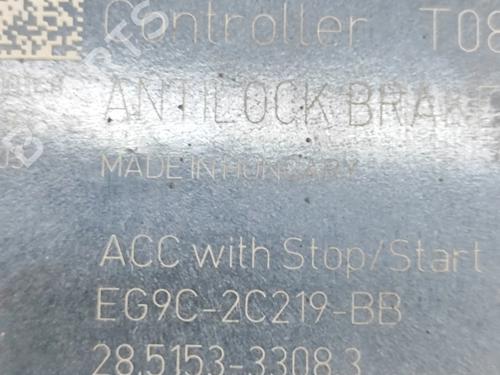 Controller T08
ANTILOCK BRAKE
MADE IN HUNGARY
ACC with Stop/Start
EG9C-2C219-BB
28.5153-3308.3